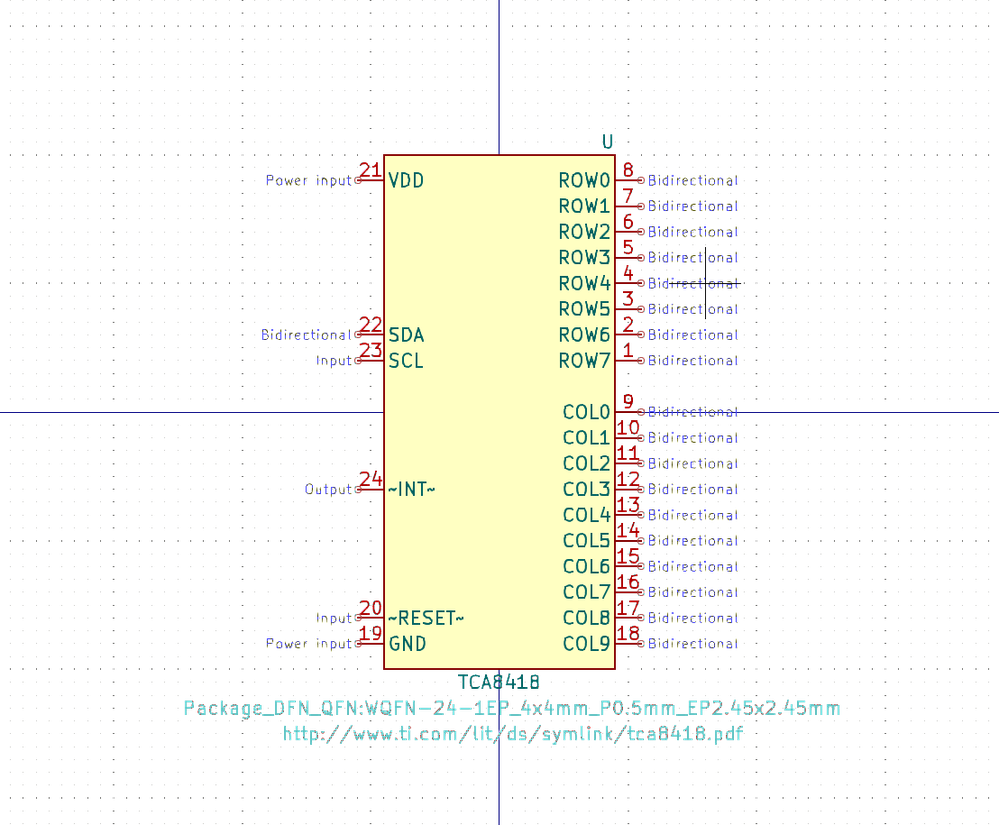 U
Power input 21 VDD ROW0 8 Bidirectional
ROW1 7 Bidirectional
ROW2 6 Bidirectional
ROW3 5 Bidirectional
ROW4 4 Bidirectional
ROW5 3 Bidirectional
Bidirectional 22 SDA ROW6 2 Bidirectional
Input 23 SCL ROW7 1 Bidirectional
COL0 9 Bidirectional
COL1 10 Bidirectional
COL2 11 Bidirectional
Output 24 ~INT~ COL3 12 Bidirectional
COL4 13 Bidirectional
COL5 14 Bidirectional
COL6 15 Bidirectional
COL7 16 Bidirectional
Input 20 ~RESET~ COL8 17 Bidirectional
Power input 19 GND COL9 18 Bidirectional
TCA8418
Package_DFN_QFN:WQFN-24-1EP_4x4mm_P0.5mm_EP2.45x2.45mm
http://www.ti.com/lit/ds/symlink/tca8418.pdf